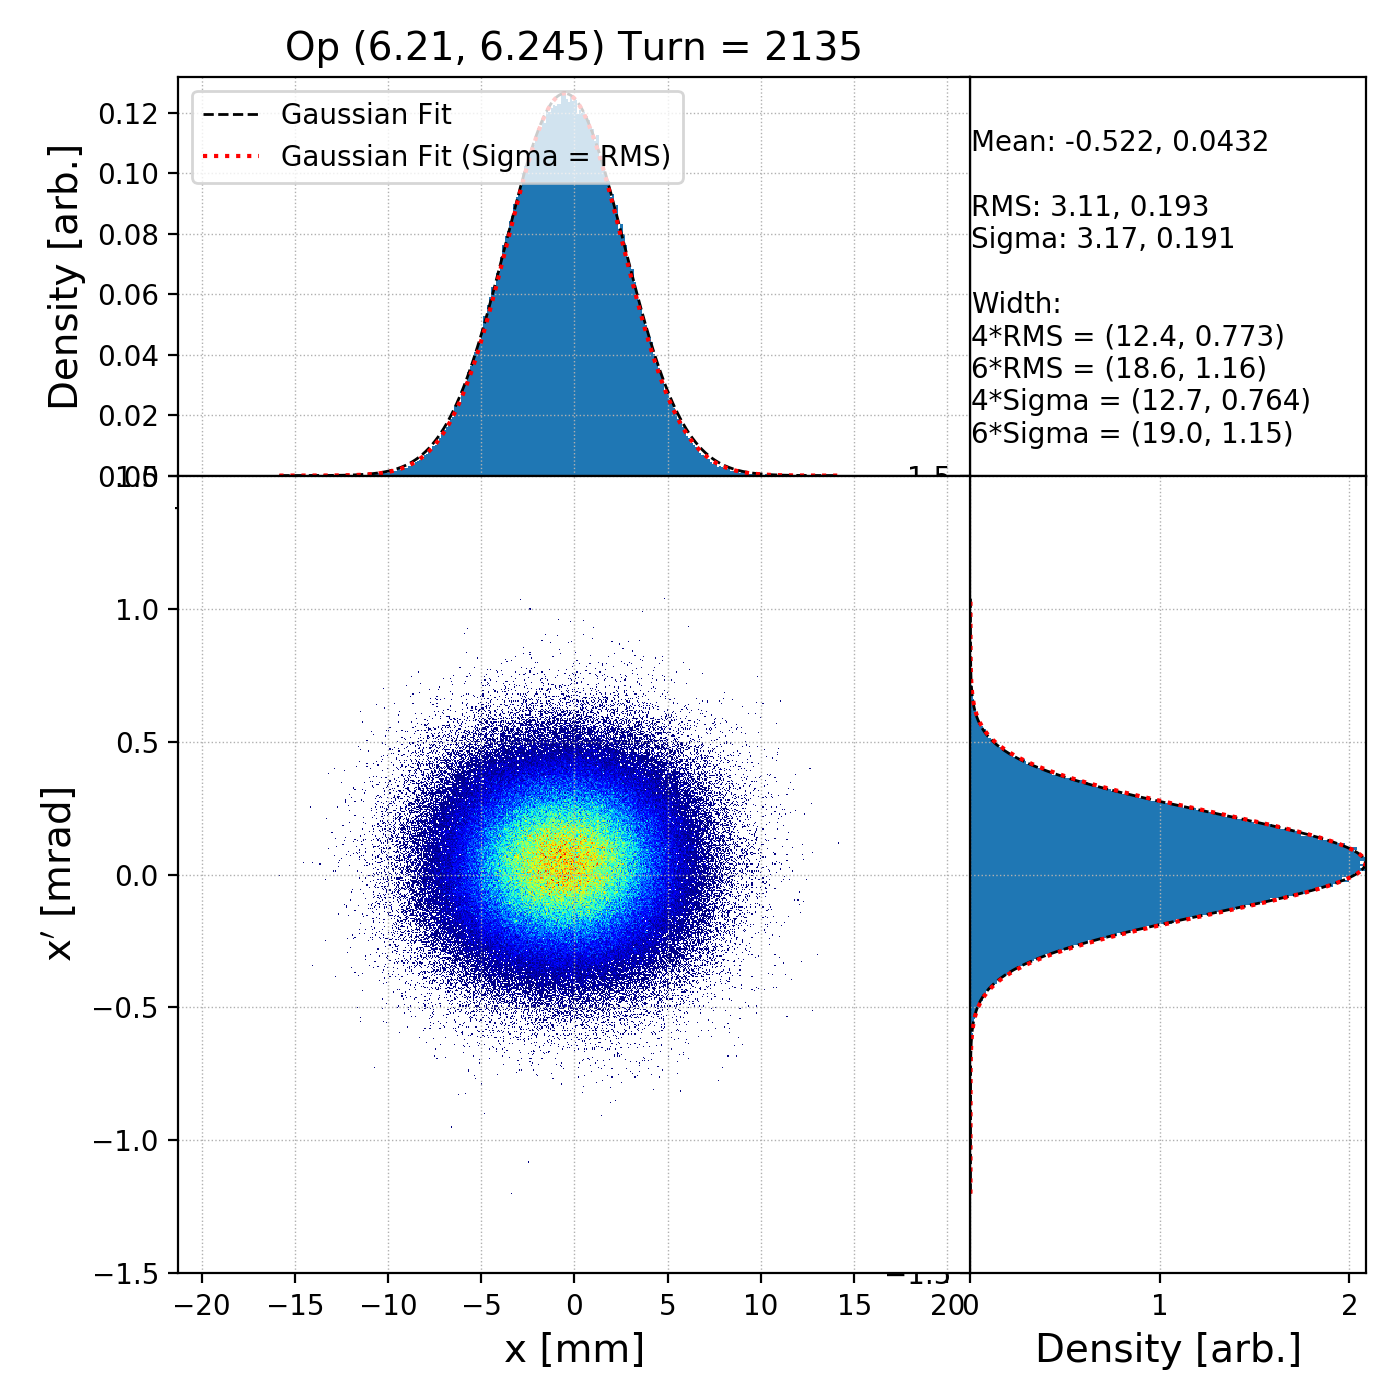 Op (6.21, 6.245) Turn = 2135
Gaussian Fit
Gaussian Fit (Sigma = RMS)
Density [arb.]
0.12
0.10
0.08
0.06
0.04
0.02
Mean: -0.522, 0.0432
RMS: 3.11, 0.193
Sigma: 3.17, 0.191
Width:
4*RMS = (12.4, 0.773)
6*RMS = (18.6, 1.16)
4*Sigma = (12.7, 0.764)
6*Sigma = (19.0, 1.15)
x′ [mrad]
1.0
0.5
0.0
−0.5
−1.0
−1.5
−20 −15 −10 −5 0 5 10 15 20
x [mm]
0 1 2
Density [arb.]